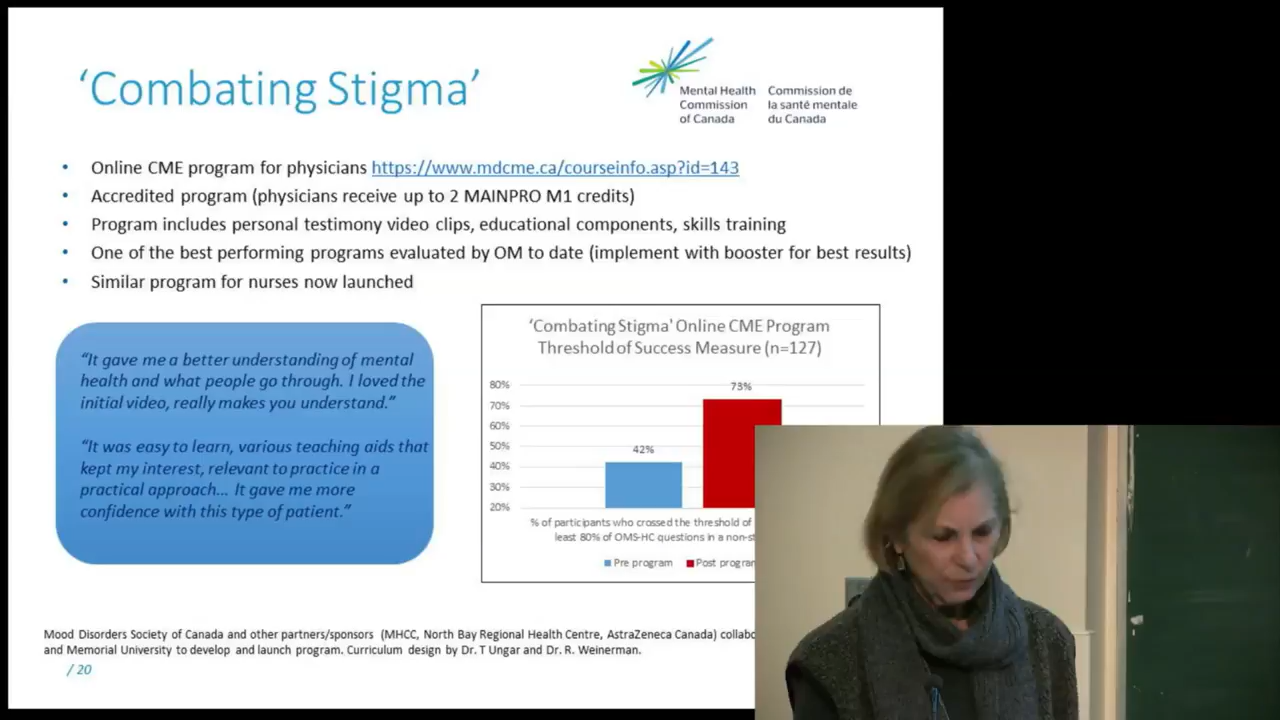 ‘Combating Stigma’
Mental Health
Commission
of Canada
Commission de
la santé mentale
du Canada
• Online CME program for physicians https://www.mdcme.ca/courseinfo.asp?id=143
• Accredited program (physicians receive up to 2 MAINPRO M1 credits)
• Program includes personal testimony video clips, educational components, skills training
• One of the best performing programs evaluated by OM to date (implement with booster for best results)
• Similar program for nurses now launched
“It gave me a better understanding of mental
health and what people go through. I loved the
initial video, really makes you understand.”
“It was easy to learn, various teaching aids that
kept my interest, relevant to practice in a
practical approach... It gave me more
confidence with this type of patient.”
‘Combating Stigma' Online CME Program
Threshold of Success Measure (n=127)
80%
70%
60%
50%
40%
30%
20%
42%
73%
% of participants who crossed the threshold of
least 80% of OMS-HC questions in a
Pre program
Post
Mood Disorders Society of Canada and other partners/sponsors (MHCC, North Bay Regional Health Centre, AstraZeneca Canada)
and Memorial University to develop and launch program. Curriculum design by Dr. T Ungar and Dr. R. Weinerman.
/ 20